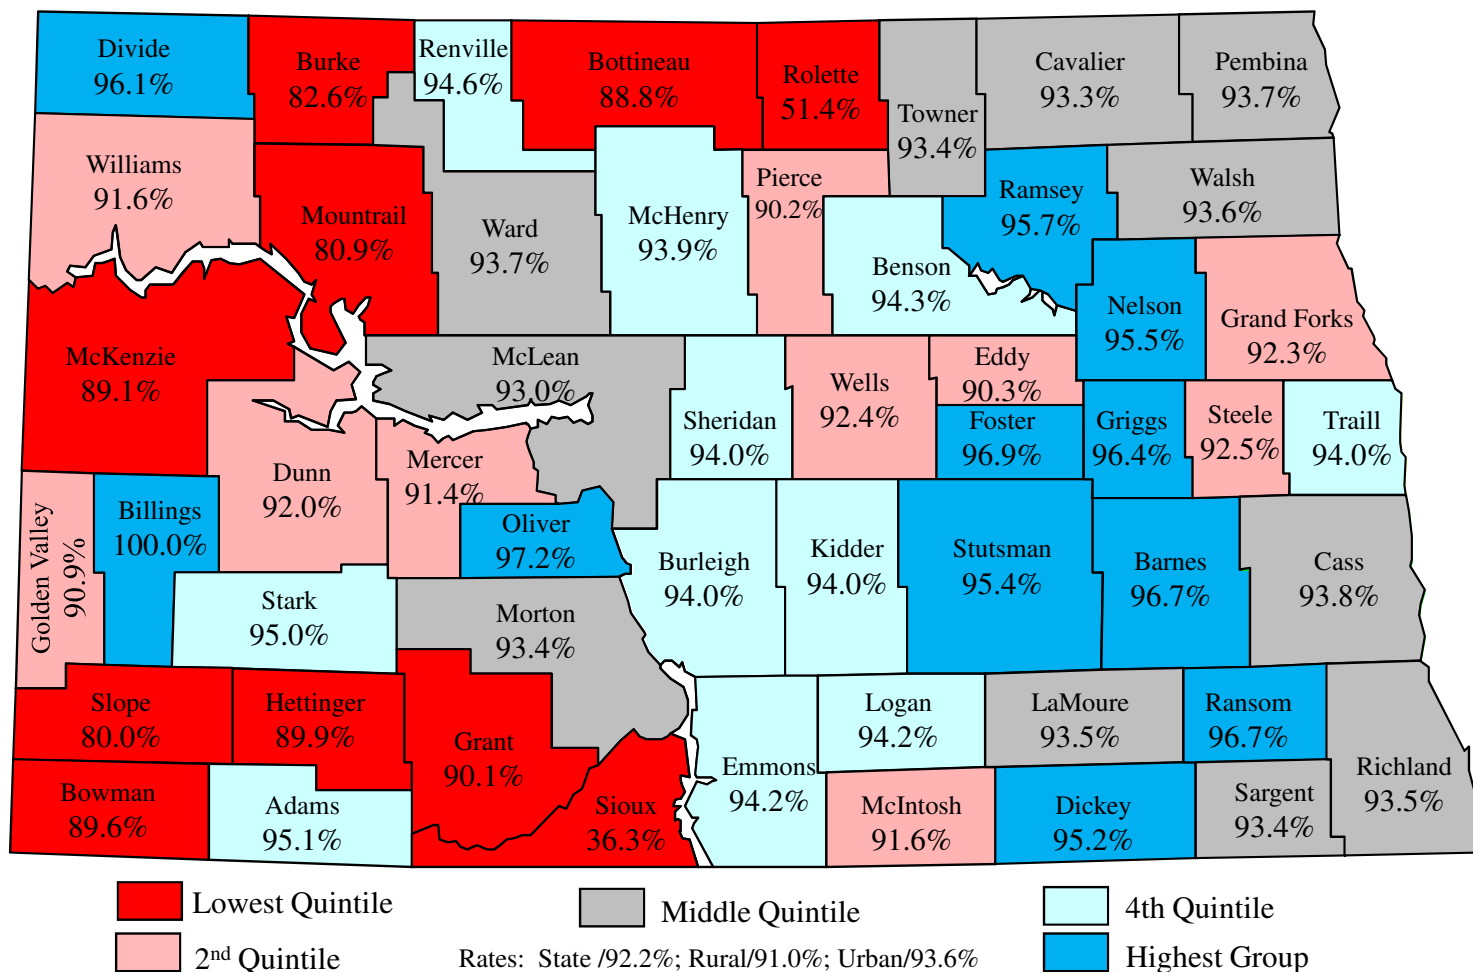 Divide
96.1%
Burke
82.6%
Renville
94.6%
Bottineau
88.8%
Rolette
51.4%
Towner
93.4%
Cavalier
93.3%
Pembina
93.7%
Williams
91.6%
Mountrail
80.9%
Ward
93.7%
McHenry
93.9%
Pierce
90.2%
Benson
94.3%
Ramsey
95.7%
Walsh
93.6%
McKenzie
89.1%
McLean
93.0%
Sheridan
94.0%
Wells
92.4%
Eddy
90.3%
Foster
96.9%
Nelson
95.5%
Grand Forks
92.3%
Griggs
96.4%
Steele
92.5%
Traill
94.0%
Golden Valley
90.9%
Billings
100.0%
Dunn
92.0%
Mercer
91.4%
Oliver
97.2%
Stark
95.0%
Morton
93.4%
Burleigh
94.0%
Kidder
94.0%
Stutsman
95.4%
Barnes
96.7%
Cass
93.8%
Slope
80.0%
Hettinger
89.9%
Grant
90.1%
Bowman
89.6%
Adams
95.1%
Sioux
36.3%
Emmons
94.2%
Logan
94.2%
LaMoure
93.5%
Ransom
96.7%
Richland
93.5%
McIntosh
91.6%
Dickey
95.2%
Sargent
93.4%
Lowest Quintile
Middle Quintile
4th Quintile
2nd Quintile
Rates: State /92.2%; Rural/91.0%; Urban/93.6%
Highest Group